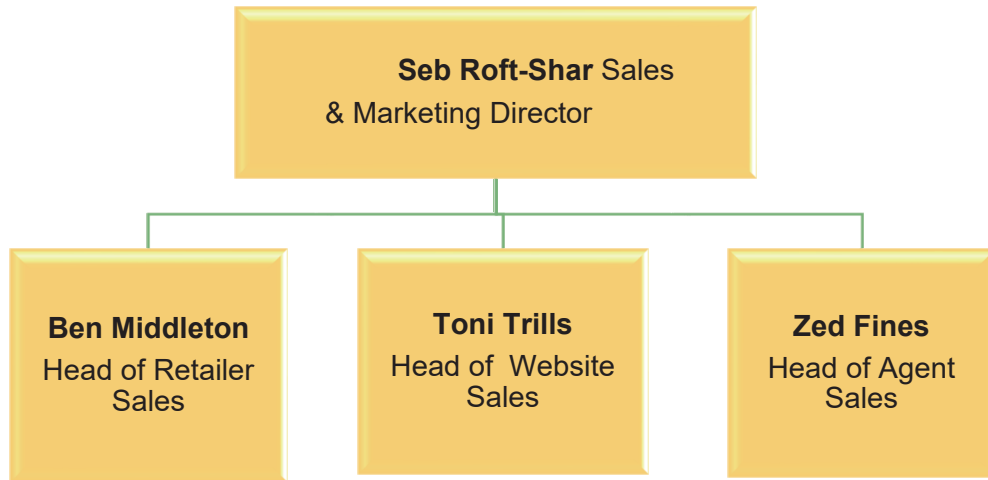 Seb Roft-Shar Sales
& Marketing Director
Ben Middleton
Head of Retailer
Sales
Toni Trills
Head of  Website
Sales
Zed Fines
Head of Agent
Sales